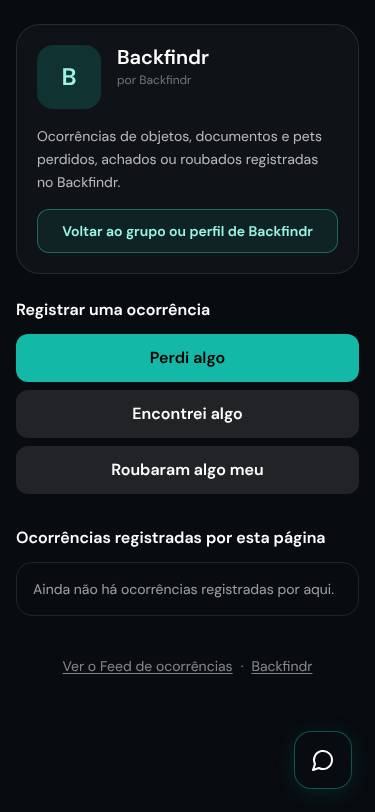 B
Backfindr
por Backfindr
Ocorrências de objetos, documentos e pets
perdidos, achados ou roubados registradas
no Backfindr.
Voltar ao grupo ou perfil de Backfindr
Registrar uma ocorrência
Perdi algo
Encontrei algo
Roubaram algo meu
Ocorrências registradas por esta página
Ainda não há ocorrências registradas por aqui.
Ver o Feed de ocorrências · Backfindr